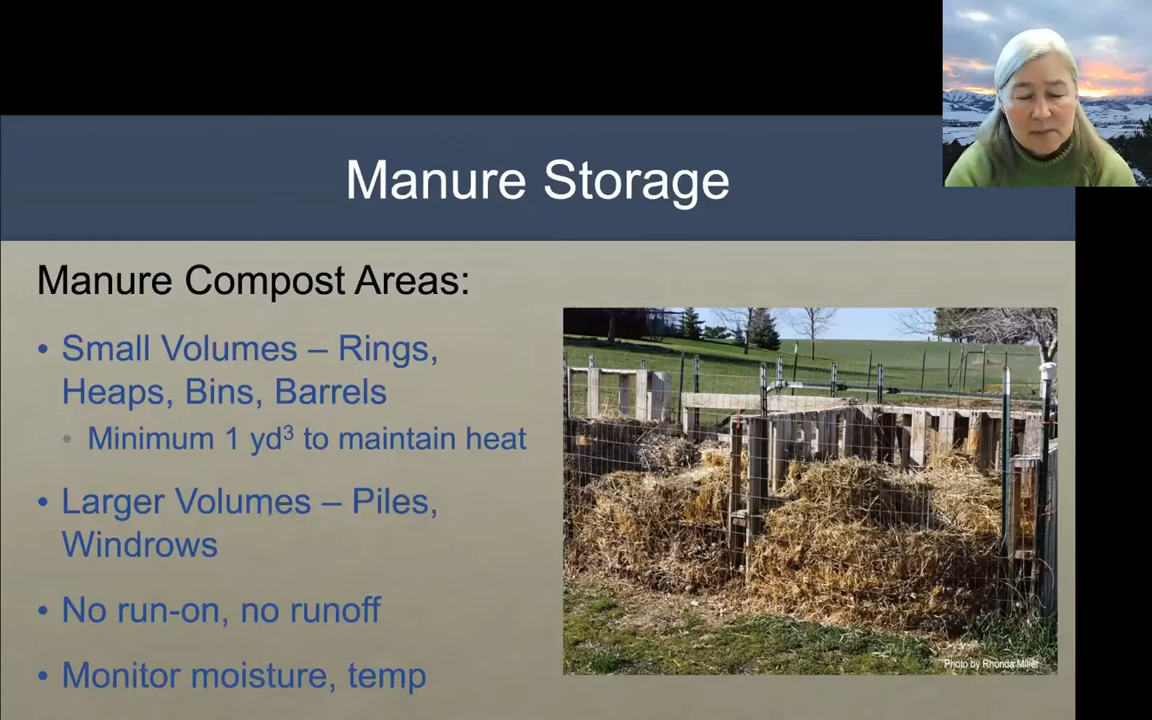 Manure Storage
Manure Compost Areas:
• Small Volumes – Rings,
Heaps, Bins, Barrels
• Minimum 1 yd³ to maintain heat
• Larger Volumes – Piles,
Windrows
• No run-on, no runoff
• Monitor moisture, temp
Photo by Rhonda Miller